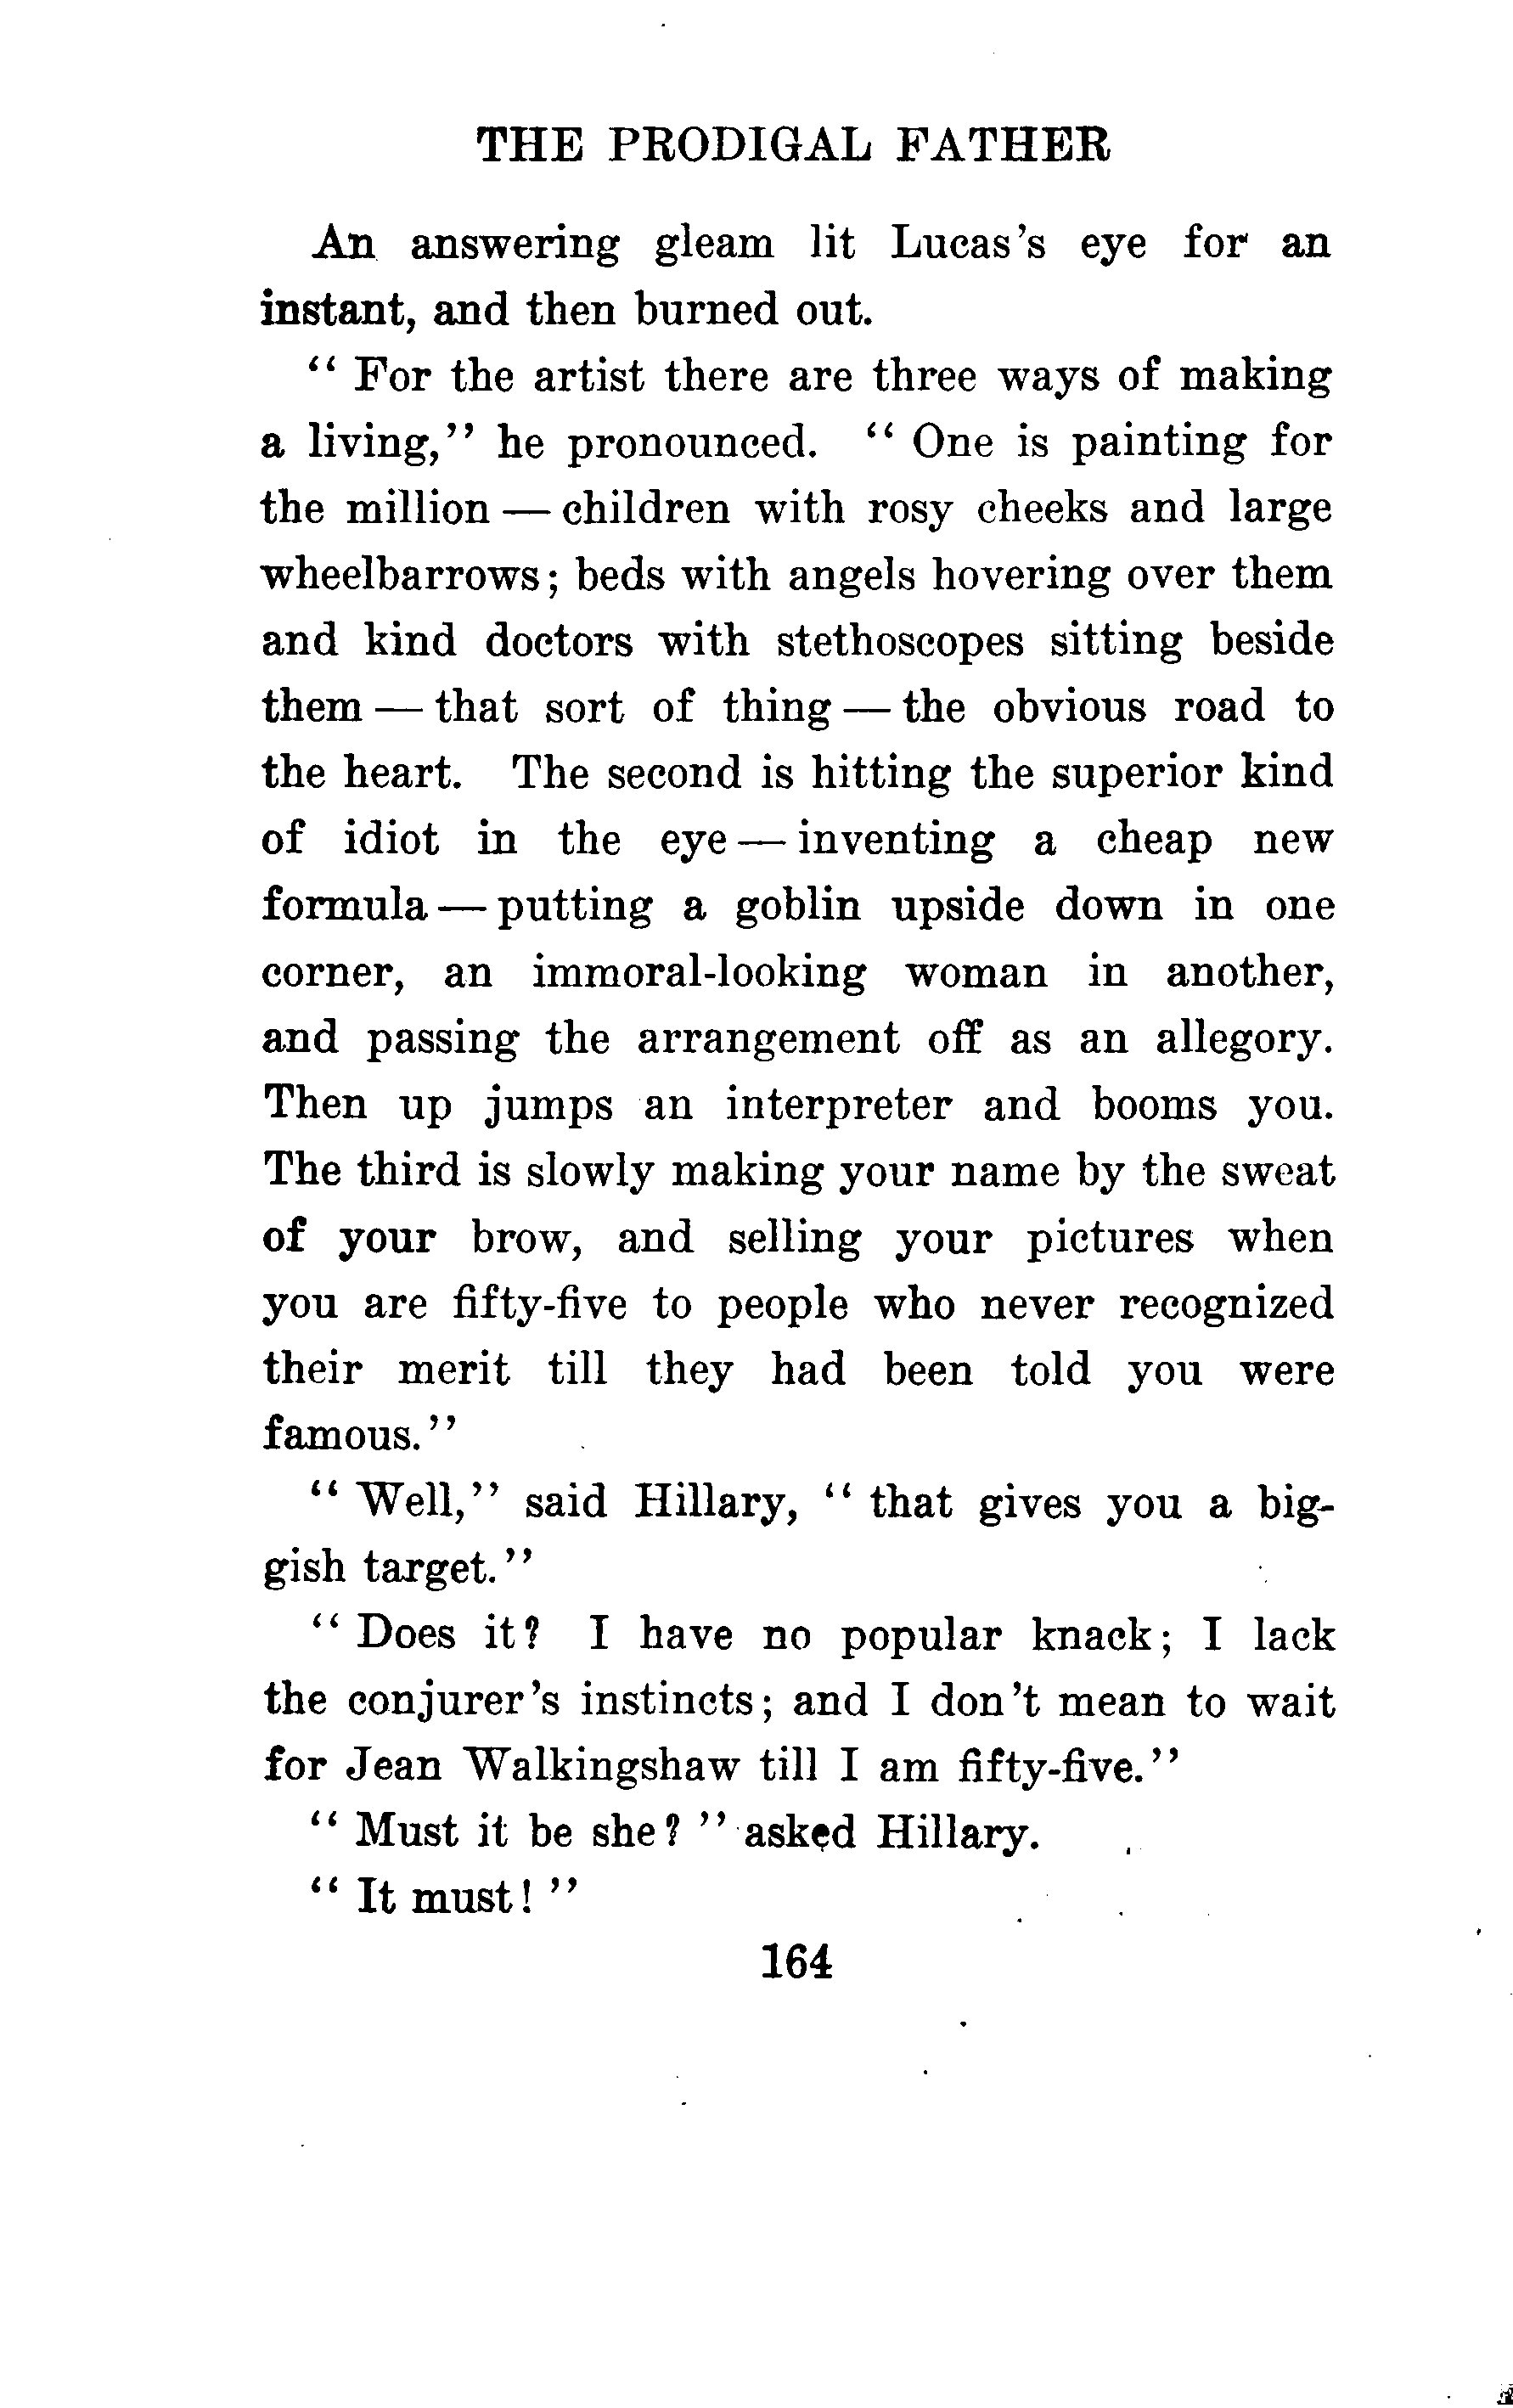 THE PRODIGAL FATHER
An answering gleam lit Lucas's eye for an
instant, and then burned out.
"For the artist there are three ways of making
a living," he pronounced. "One is painting for
the million — children with rosy cheeks and large
wheelbarrows; beds with angels hovering over them
and kind doctors with stethoscopes sitting beside
them — that sort of thing — the obvious road to
the heart. The second is hitting the superior kind
of idiot in the eye — inventing a cheap new
formula — putting a goblin upside down in one
corner, an immoral-looking woman in another,
and passing the arrangement off as an allegory.
Then up jumps an interpreter and booms you.
The third is slowly making your name by the sweat
of your brow, and selling your pictures when
you are fifty-five to people who never recognized
their merit till they had been told you were
famous."
"Well," said Hillary, "that gives you a big-
gish target."
"Does it? I have no popular knack; I lack
the conjurer's instincts; and I don't mean to wait
for Jean Walkingshaw till I am fifty-five."
"Must it be she?" asked Hillary.
"It must!"
164